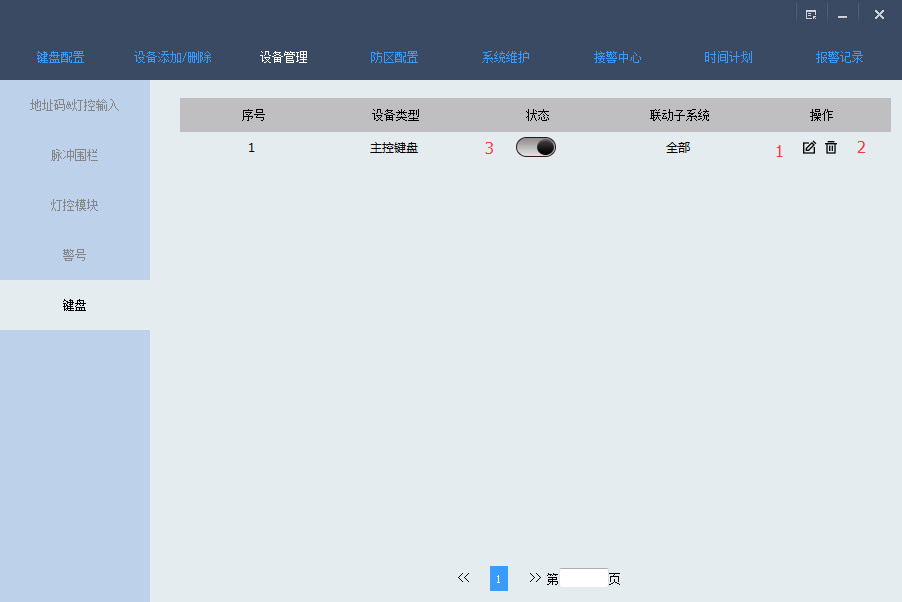 键盘配置 设备添加/删除 设备管理 防区配置 系统维护 接警中心 时间计划 报警记录
地址码&灯控输入
脉冲围栏
灯控模块
警号
键盘
序号 设备类型 状态 联动子系统 操作
1 主控键盘 3 全部 1 2
<< 1 >> 第 页